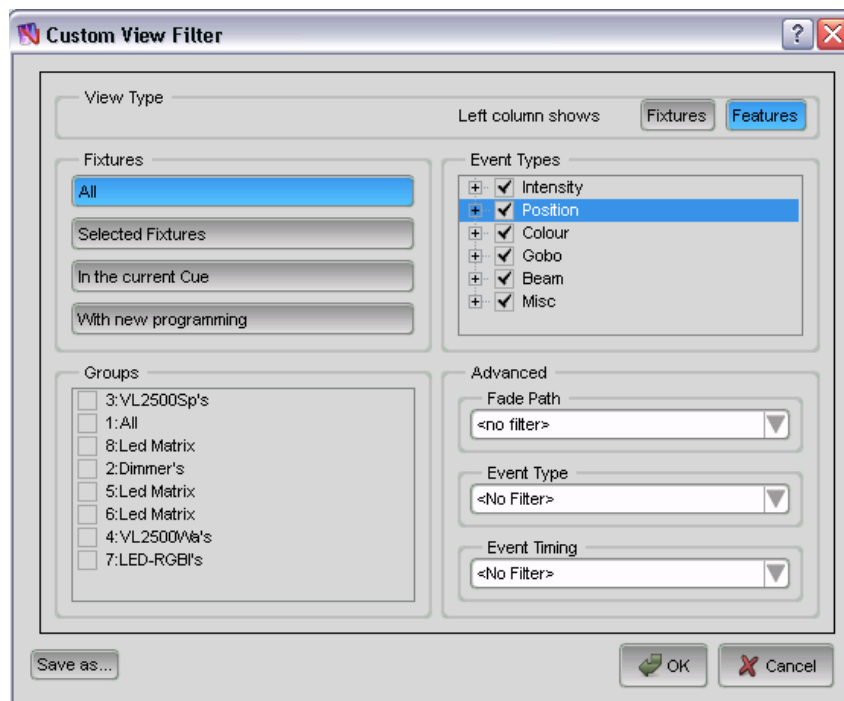 Custom View Filter
?
View Type
Left column shows
Fixtures
Features
Fixtures
All
Selected Fixtures
In the current Cue
With new programming
Event Types
Intensity
Position
Colour
Gobo
Beam
Misc
Groups
3:VL2500Sp's
1:All
8:Led Matrix
2:Dimmer's
5:Led Matrix
6:Led Matrix
4:VL2500Wa's
7:LED-RGBI's
Advanced
Fade Path
<no filter>
Event Type
<No Filter>
Event Timing
<No Filter>
Save as...
OK
Cancel